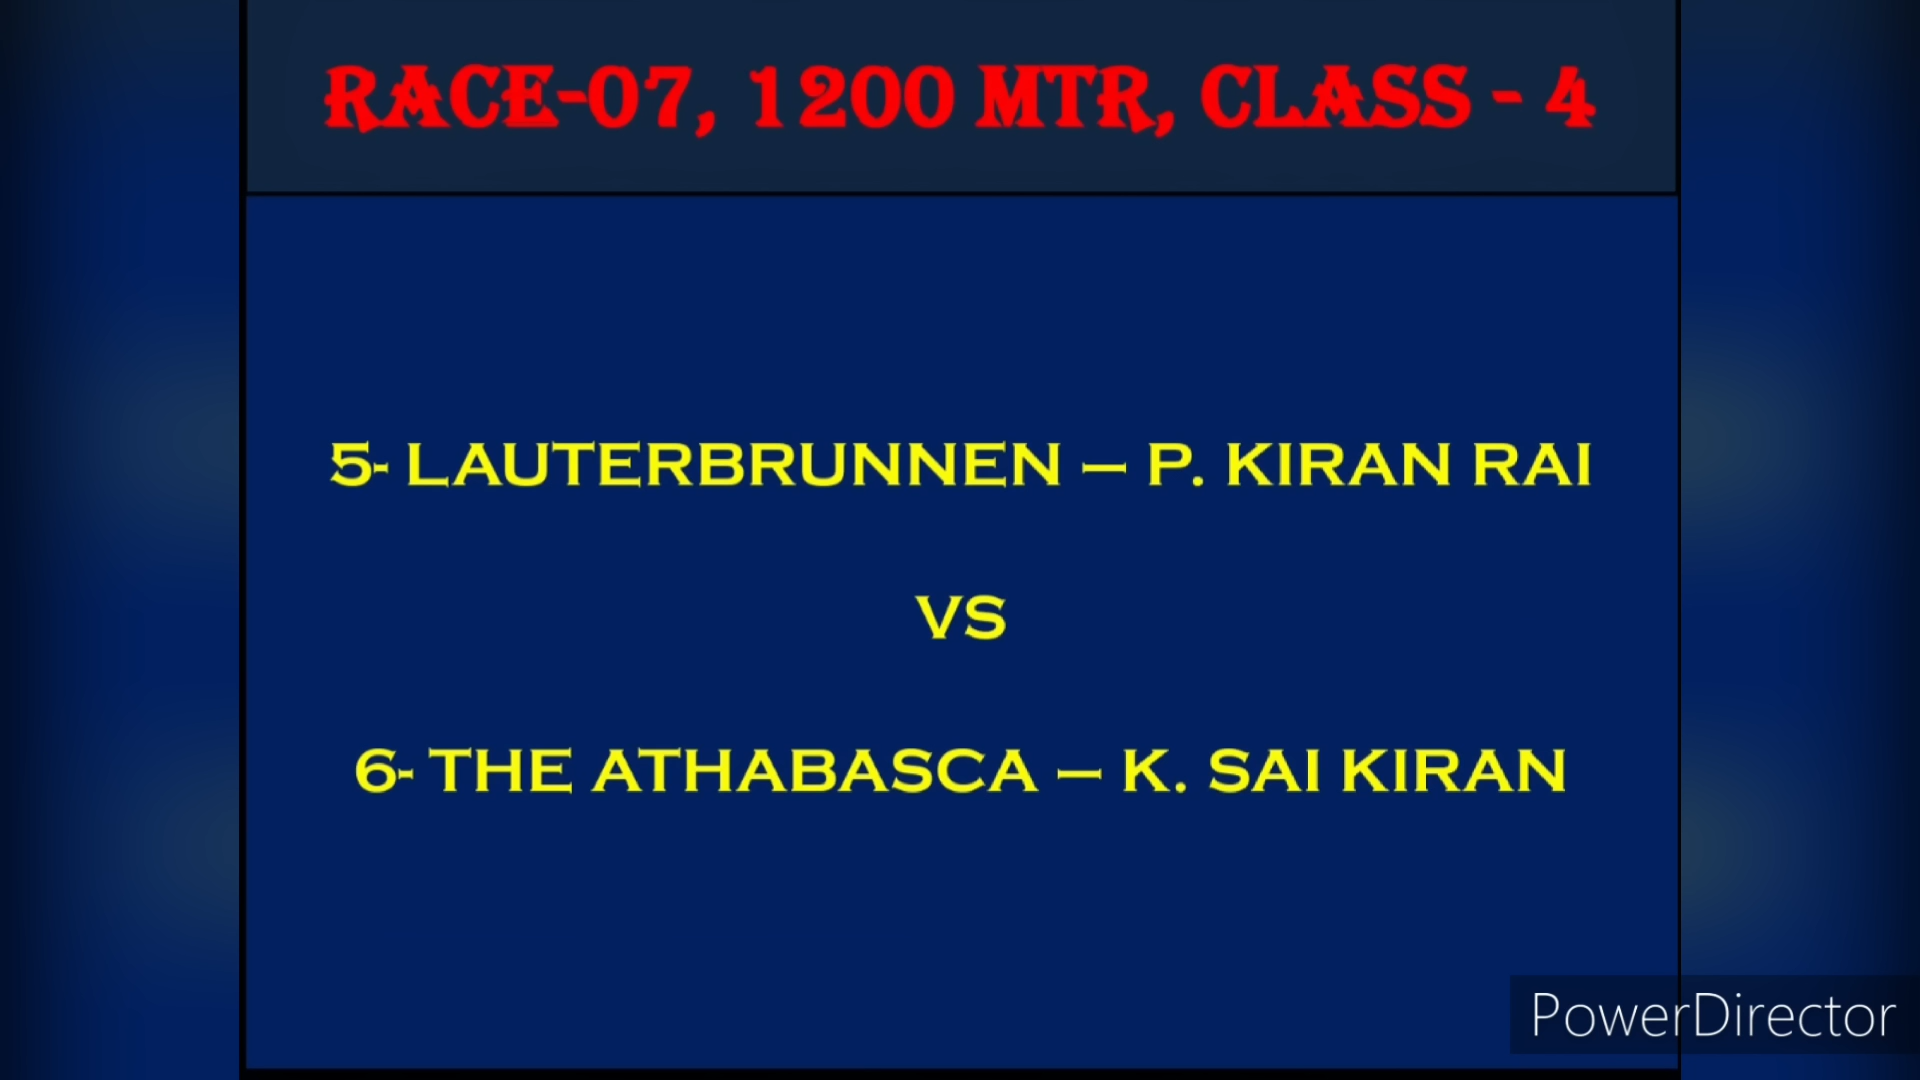 RACE-07, 1200 MTR, CLASS - 4
5- LAUTERBRUNNEN – P. KIRAN RAI
VS
6- THE ATHABASCA – K. SAI KIRAN
PowerDirector